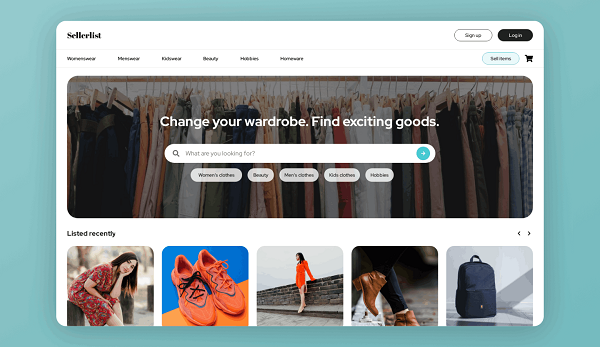 Sellerlist
Sign up
Log in
Womenswear Menswear Kidswear Beauty Hobbies Homeware
Sell items
Change your wardrobe. Find exciting goods.
What are you looking for?
Women's clothes Beauty Men's clothes Kids clothes Hobbies
Listed recently